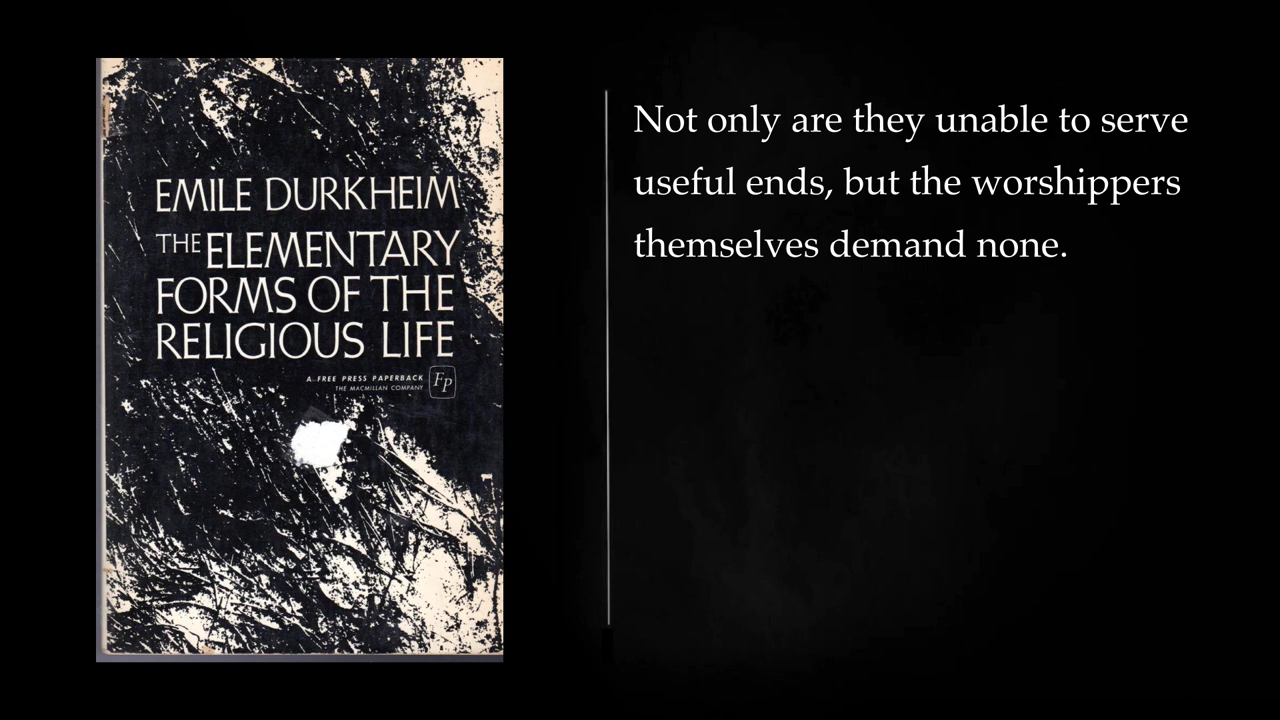 EMILE DURKHEIM
THE ELEMENTARY
FORMS OF THE
RELIGIOUS LIFE
A FREE PRESS PAPERBACK
THE MACMILLAN COMPANY
FP
Not only are they unable to serve
useful ends, but the worshippers
themselves demand none.